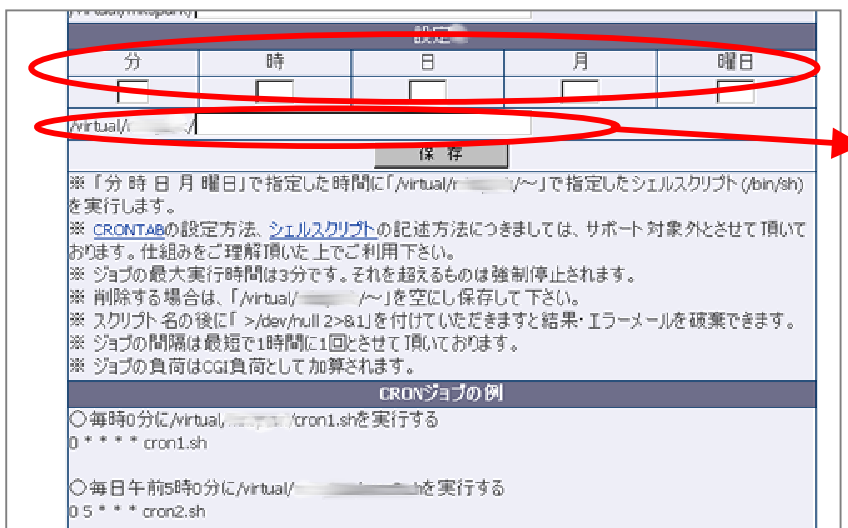 設定
分 時 日 月 曜日
/virtual/ /
保 存
※「分 時 日 月 曜日」で指定した時間に「/virtual/ /～」で指定したシェルスクリプト(/bin/sh)
を実行します。
※ CRONTABの設定方法、シェルスクリプトの記述方法につきましては、サポート対象外とさせて頂いて
おります。仕組みをご理解頂いた上でご利用下さい。
※ ジョブの最大実行時間は3分です。それを超えるものは強制停止されます。
※ 削除する場合は、「/virtual/ /～」を空にし保存して下さい。
※ スクリプト名の後に「 >/dev/null 2>&1」を付けていただきますと結果・エラーメールを破棄できます。
※ ジョブの間隔は最短で1時間に1回とさせて頂いております。
※ ジョブの負荷はCGI負荷として加算されます。
CRONジョブの例
○毎時0分に/virtual/ /cron1.shを実行する
0 * * * * cron1.sh
○毎日午前5時0分に/virtual/ を実行する
0 5 * * * cron2.sh